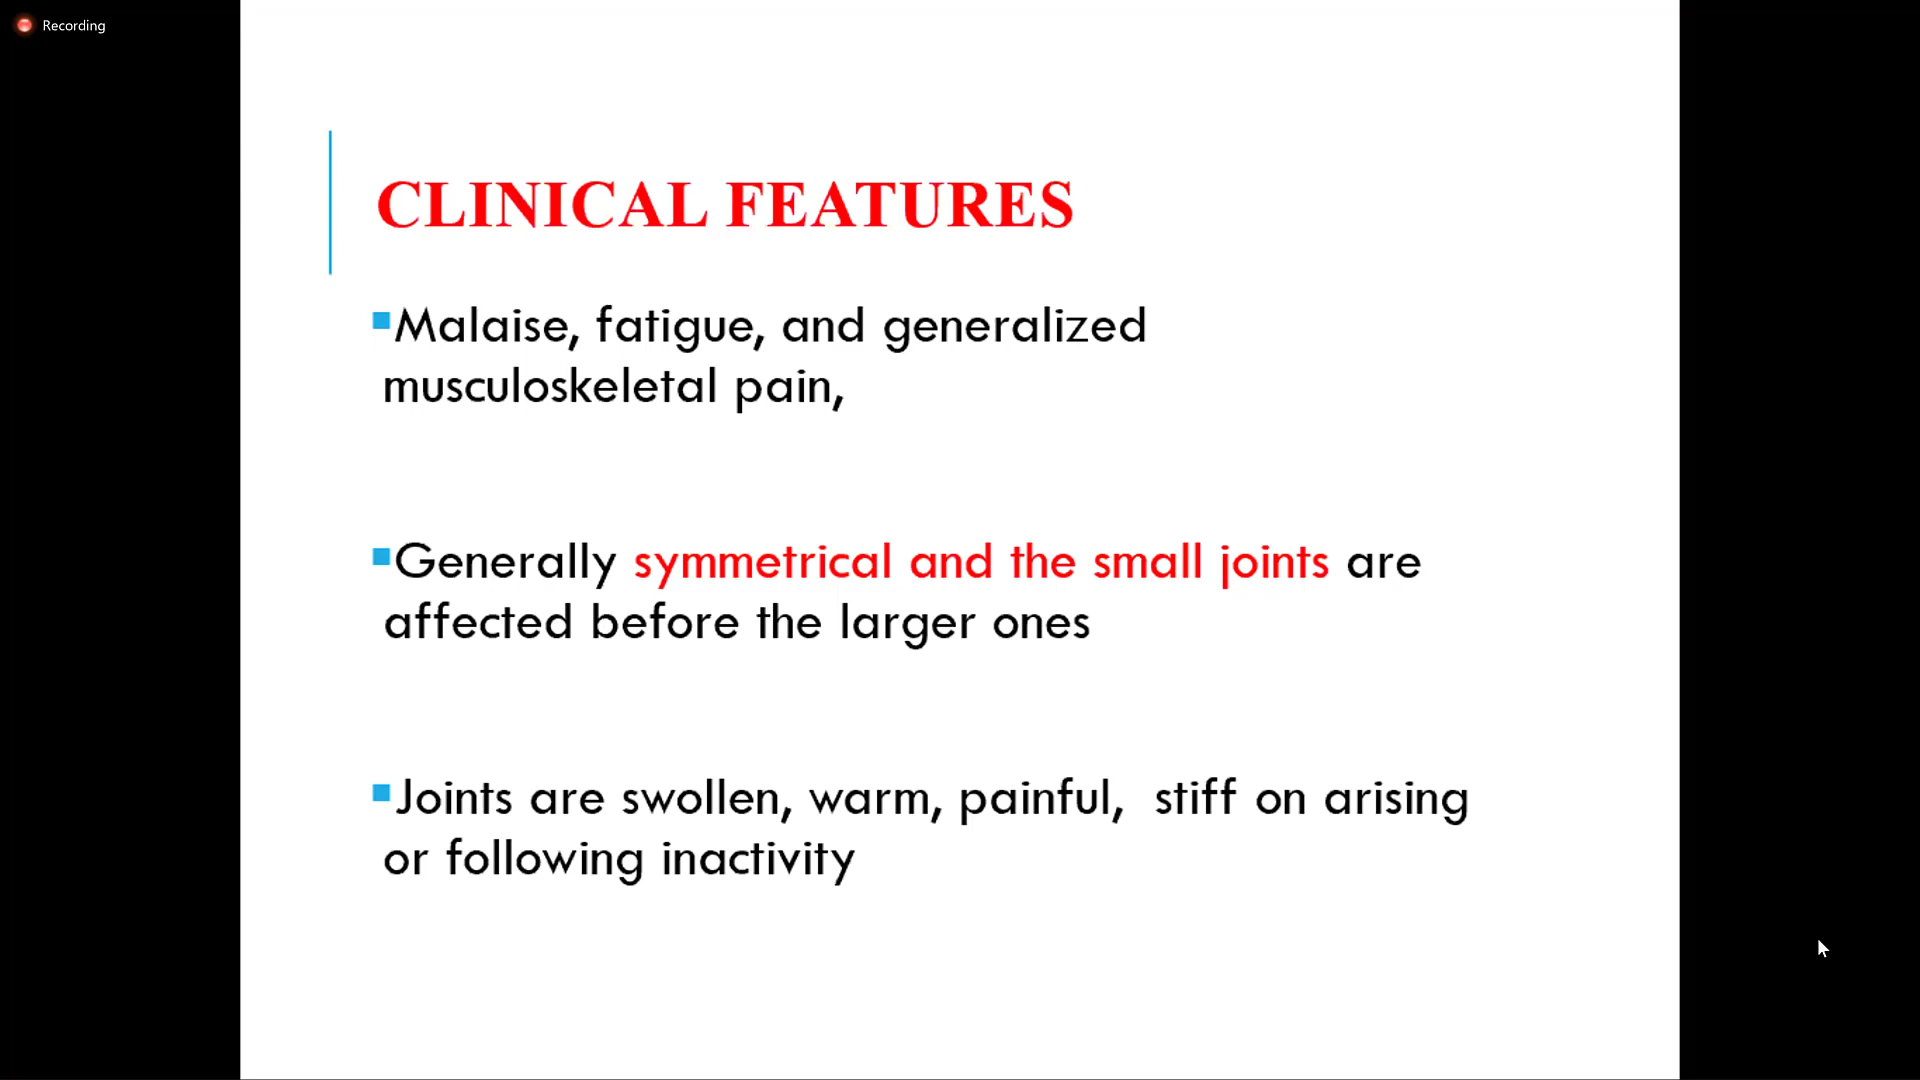 Recording
CLINICAL FEATURES
▪Malaise, fatigue, and generalized
musculoskeletal pain,
▪Generally symmetrical and the small joints are
affected before the larger ones
▪Joints are swollen, warm, painful,  stiff on arising
or following inactivity